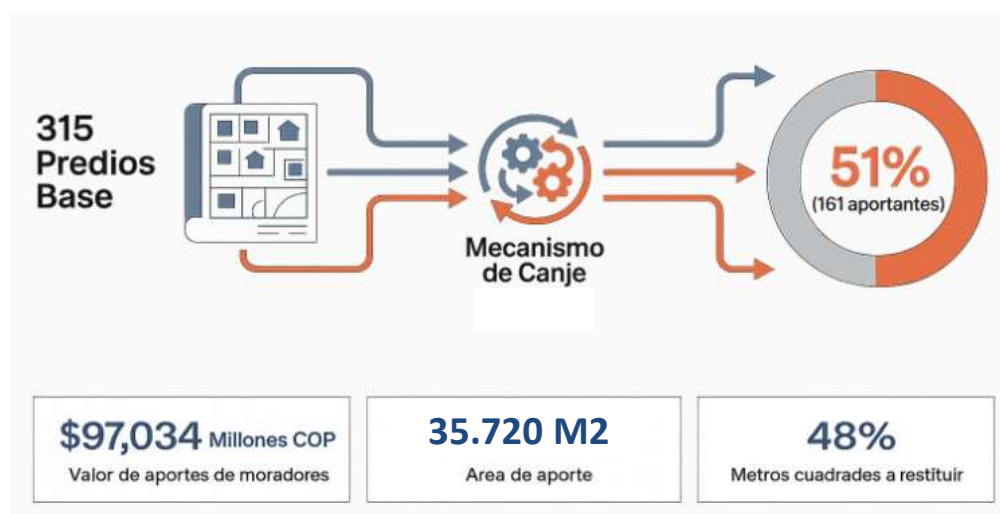 315
Predios
Base
Mecanismo
de Canje
51%
(161 aportantes)
$97,034 Millones COP
Valor de aportes de moradores
35.720 M2
Area de aporte
48%
Metros cuadrades a restituir